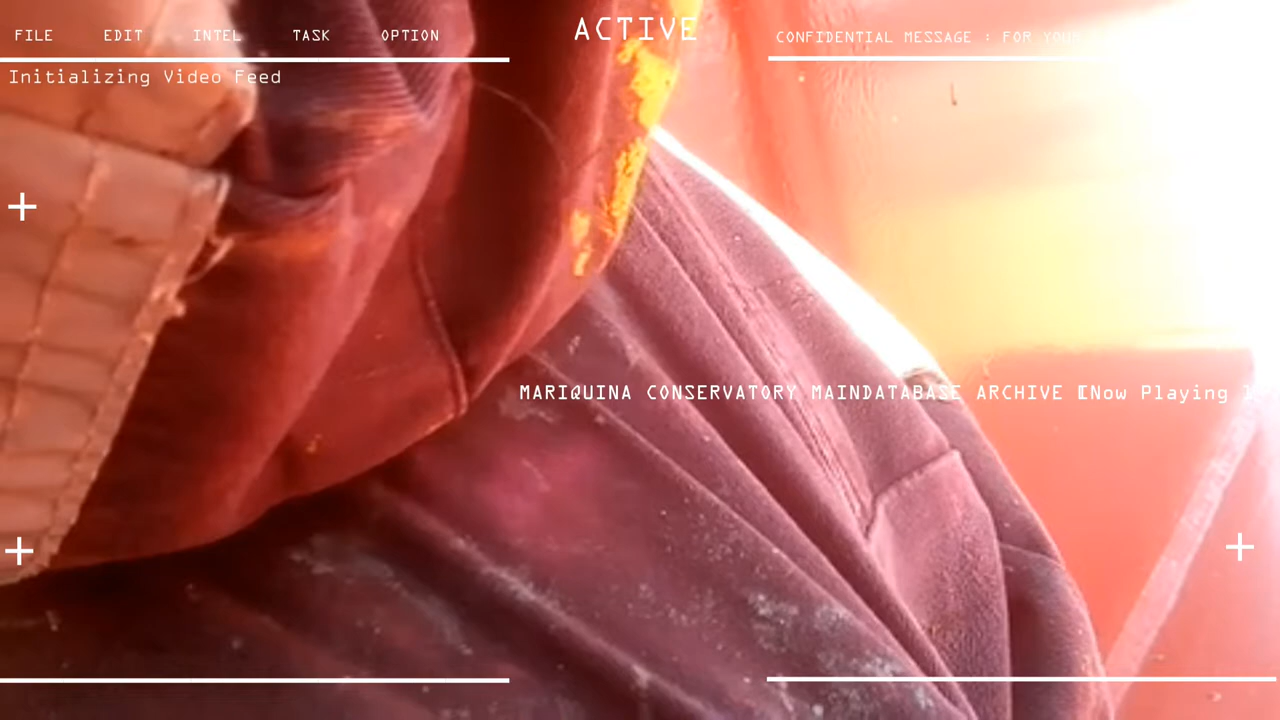 ACTIVE
FILE EDIT INTEL TASK OPTION
CONFIDENTIAL MESSAGE : FOR YOUR
Initializing Video Feed
MARIQUINA CONSERVATORY MAINDATABASE ARCHIVE [Now Playing